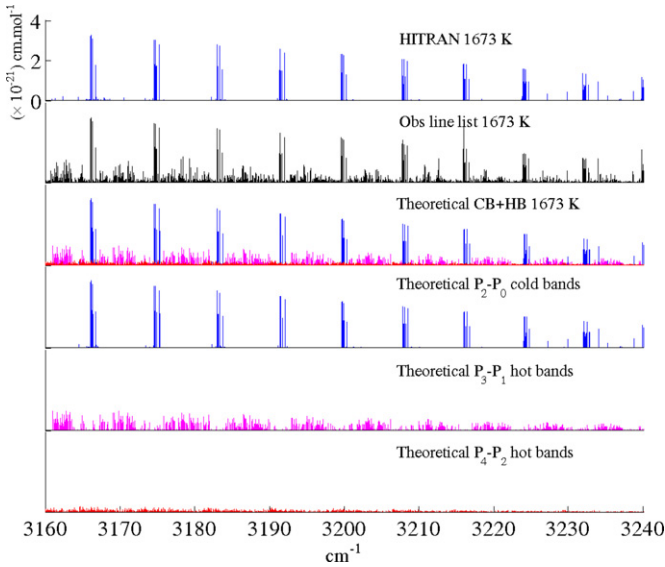 4
2
0
(× 10⁻²¹) cm.mol⁻¹
HITRAN 1673 K
Obs line list 1673 K
Theoretical CB+HB 1673 K
Theoretical P₂-P₀ cold bands
Theoretical P₃-P₁ hot bands
Theoretical P₄-P₂ hot bands
3160 3170 3180 3190 3200 3210 3220 3230 3240
cm⁻¹